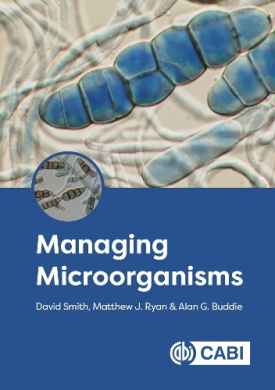 Managing
Microorganisms
David Smith, Matthew J. Ryan & Alan G. Buddie
CABI